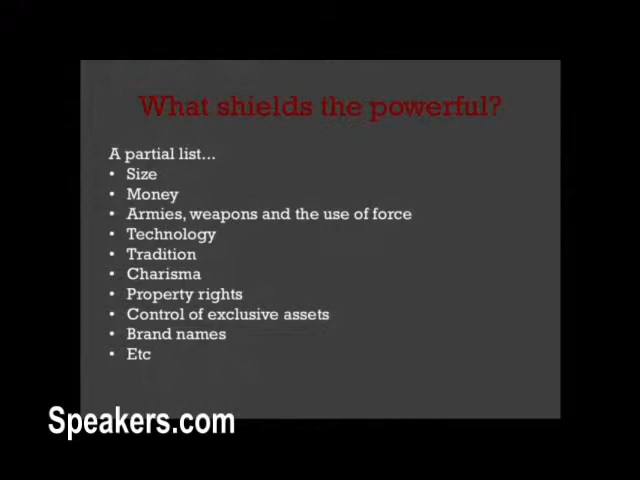 What shields the powerful?
A partial list...
• Size
• Money
• Armies, weapons and the use of force
• Technology
• Tradition
• Charisma
• Property rights
• Control of exclusive assets
• Brand names
• Etc
Speakers.com